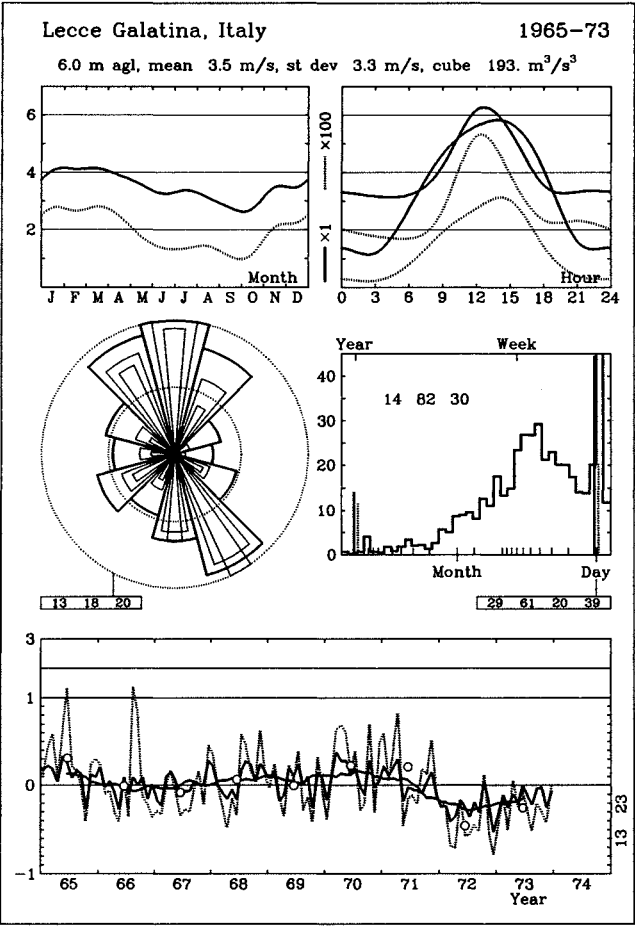 Lecce Galatina, Italy 1965-73
6.0 m agl, mean 3.5 m/s, st dev 3.3 m/s, cube 193. m³/s³
6
4
2
J F M A M J J A S O N D
Month
×1 ×100
0 3 6 9 12 15 18 21 24
Hour
13 18 20
Year Week
40
30
20
10
0
14 82 30
Month Day
29 61 20 39
3
1
0
-1
65 66 67 68 69 70 71 72 73 74
Year
13 23